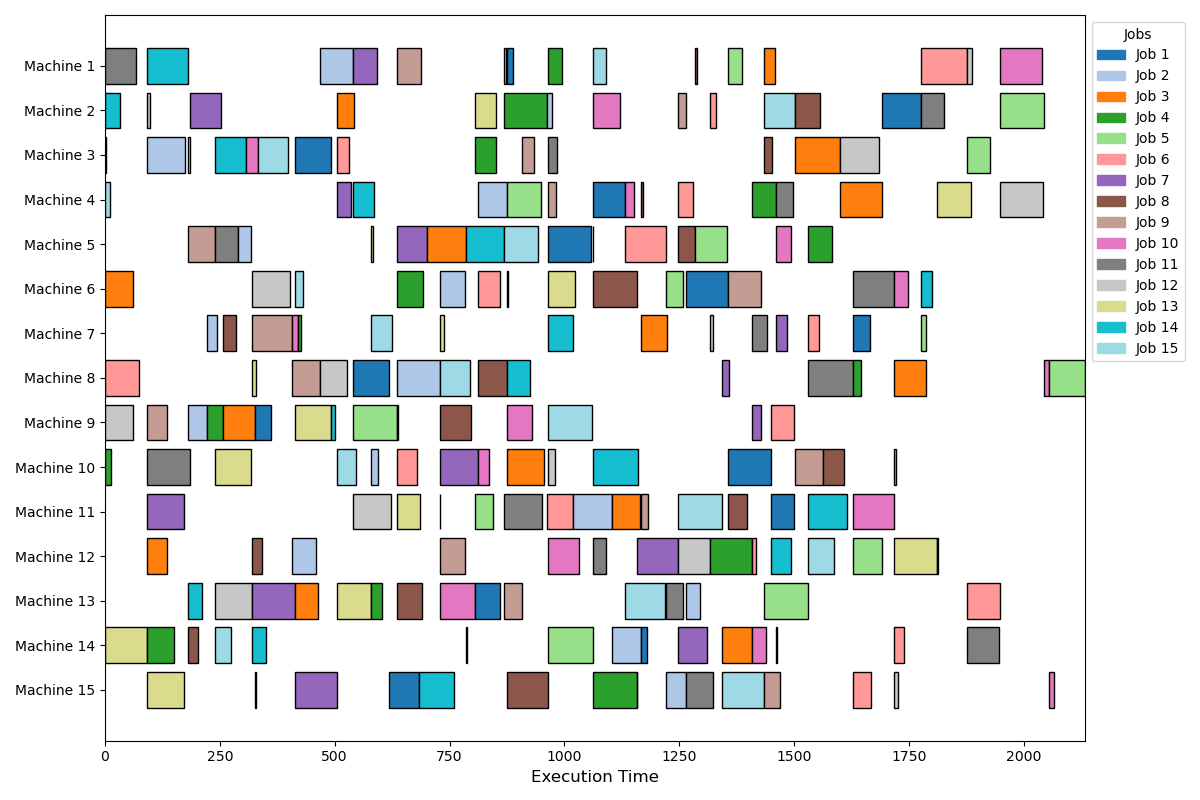 Machine 1
Machine 2
Machine 3
Machine 4
Machine 5
Machine 6
Machine 7
Machine 8
Machine 9
Machine 10
Machine 11
Machine 12
Machine 13
Machine 14
Machine 15
0 250 500 750 1000 1250 1500 1750 2000
Execution Time
Jobs
Job 1
Job 2
Job 3
Job 4
Job 5
Job 6
Job 7
Job 8
Job 9
Job 10
Job 11
Job 12
Job 13
Job 14
Job 15